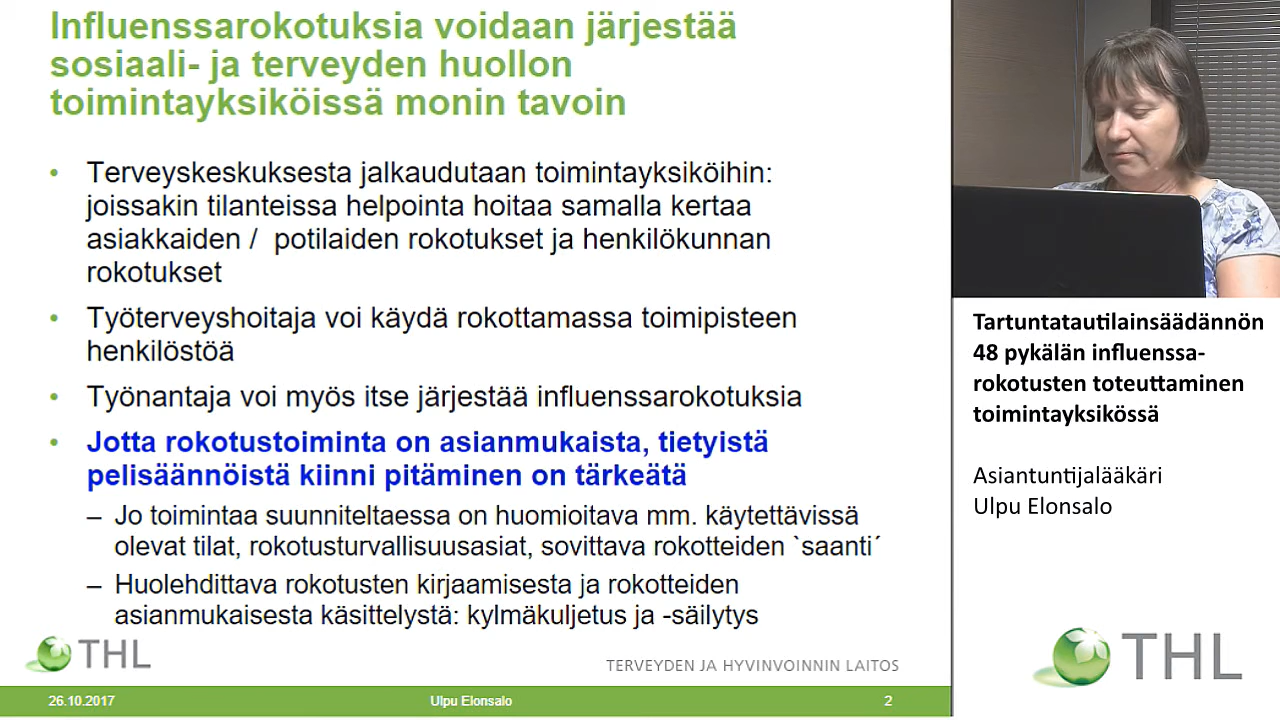 Influenssarokotuksia voidaan järjestää
sosiaali- ja terveyden huollon
toimintayksiköissä monin tavoin
• Terveyskeskuksesta jalkaudutaan toimintayksiköihin:
joissakin tilanteissa helpointa hoitaa samalla kertaa
asiakkaiden / potilaiden rokotukset ja henkilökunnan
rokotukset
• Työterveyshoitaja voi käydä rokottamassa toimipisteen
henkilöstöä
• Työnantaja voi myös itse järjestää influenssarokotuksia
• Jotta rokotustoiminta on asianmukaista, tietyistä
pelisäännöistä kiinni pitäminen on tärkeätä
– Jo toimintaa suunniteltaessa on huomioitava mm. käytettävissä
olevat tilat, rokotusturvallisuusasiat, sovittava rokotteiden `saanti´
– Huolehdittava rokotusten kirjaamisesta ja rokotteiden
asianmukaisesta käsittelystä: kylmäkuljetus ja -säilytys
THL
TERVEYDEN JA HYVINVOINNIN LAITOS
26.10.2017
Ulpu Elonsalo
2
Tartuntatautilainsäädännön
48 pykälän influenssa-
rokotusten toteuttaminen
toimintayksikössä
Asiantuntijalääkäri
Ulpu Elonsalo
THL